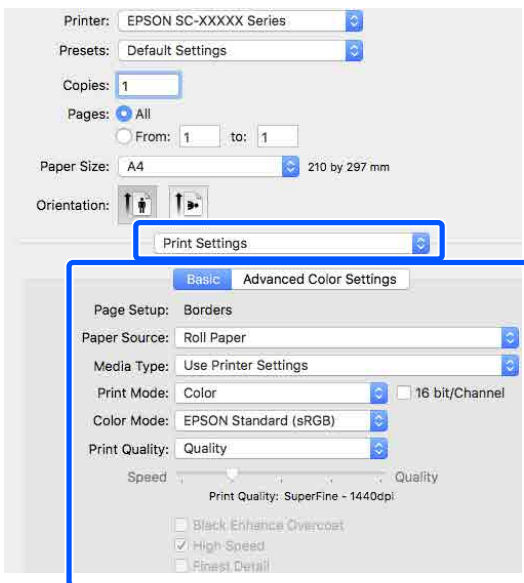 Printer: EPSON SC-XXXXX Series
Presets: Default Settings
Copies: 1
Pages: All
From: 1 to: 1
Paper Size: A4 210 by 297 mm
Orientation:
Print Settings
Basic Advanced Color Settings
Page Setup: Borders
Paper Source: Roll Paper
Media Type: Use Printer Settings
Print Mode: Color 16 bit/Channel
Color Mode: EPSON Standard (sRGB)
Print Quality: Quality
Speed Quality
Print Quality: SuperFine - 1440dpi
Black Enhance Overcoat
High Speed
Finest Detail